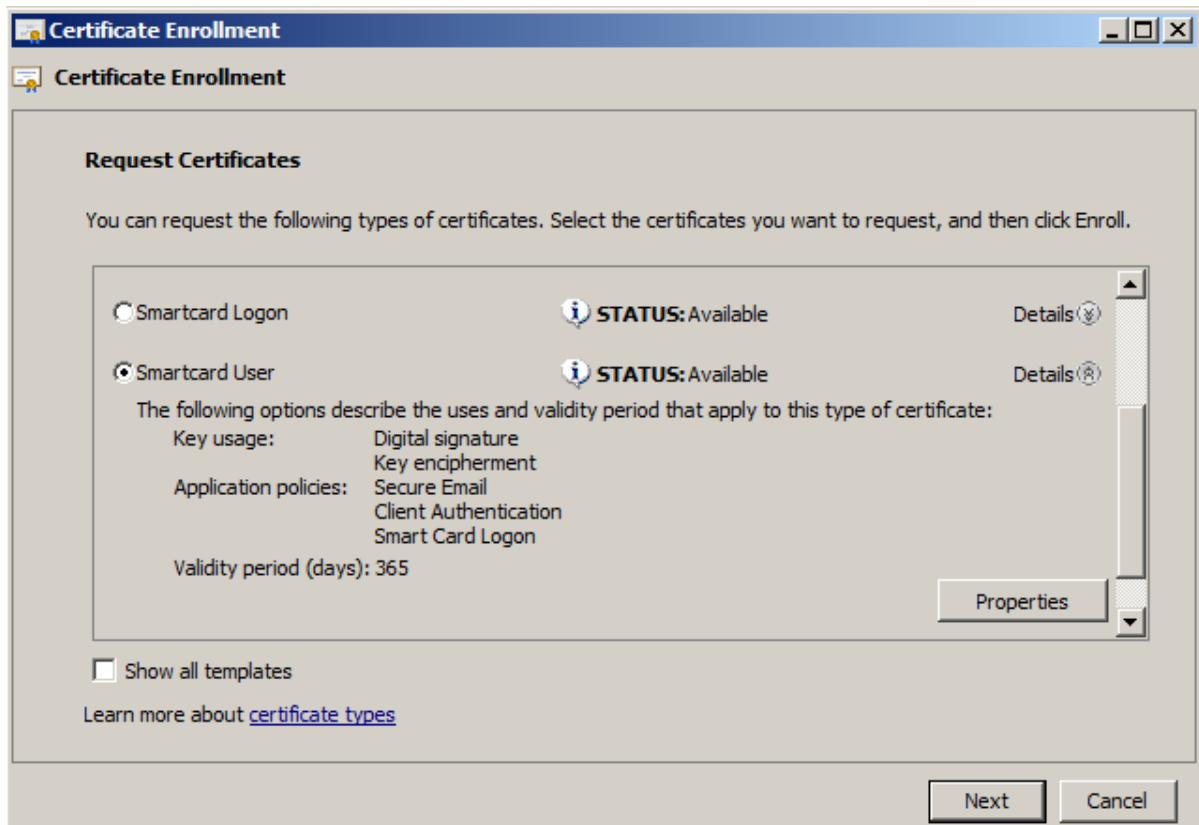 Certificate Enrollment
Certificate Enrollment
Request Certificates
You can request the following types of certificates. Select the certificates you want to request, and then click Enroll.
Smartcard Logon STATUS: Available Details
Smartcard User STATUS: Available Details
The following options describe the uses and validity period that apply to this type of certificate:
Key usage: Digital signature
Key encipherment
Application policies: Secure Email
Client Authentication
Smart Card Logon
Validity period (days): 365
Properties
Show all templates
Learn more about certificate types
Next Cancel